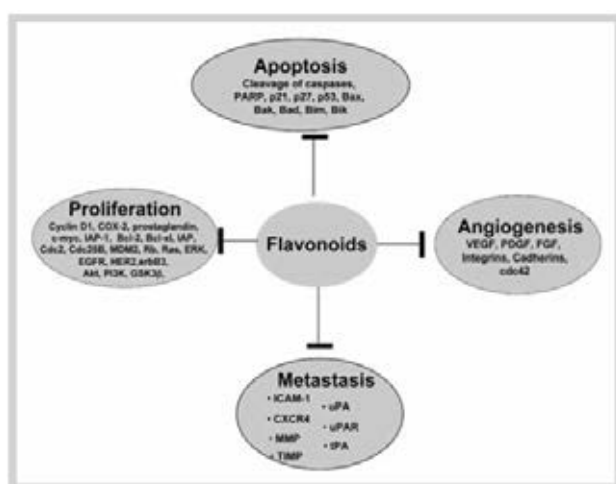 Apoptosis
Cleavage of caspases,
PARP, p21, p27, p53, Bax,
Bak, Bad, Bim, Bik
Proliferation
Cyclin D1, COX-2, prostaglandin,
c-myc, IAP-1, Bcl-2, Bcl-xl, IAP,
Cdc2, Cdc25B, MDM2, Rb, Ras, ERK,
EGFR, HER2.erbB3,
Akt, PI3K, GSK3β,
Flavonoids
Angiogenesis
VEGF, PDGF, FGF,
Integrins, Cadherins,
cdc42
Metastasis
• ICAM-1
• CXCR4
• MMP
• TIMP
• uPA
• uPAR
• tPA